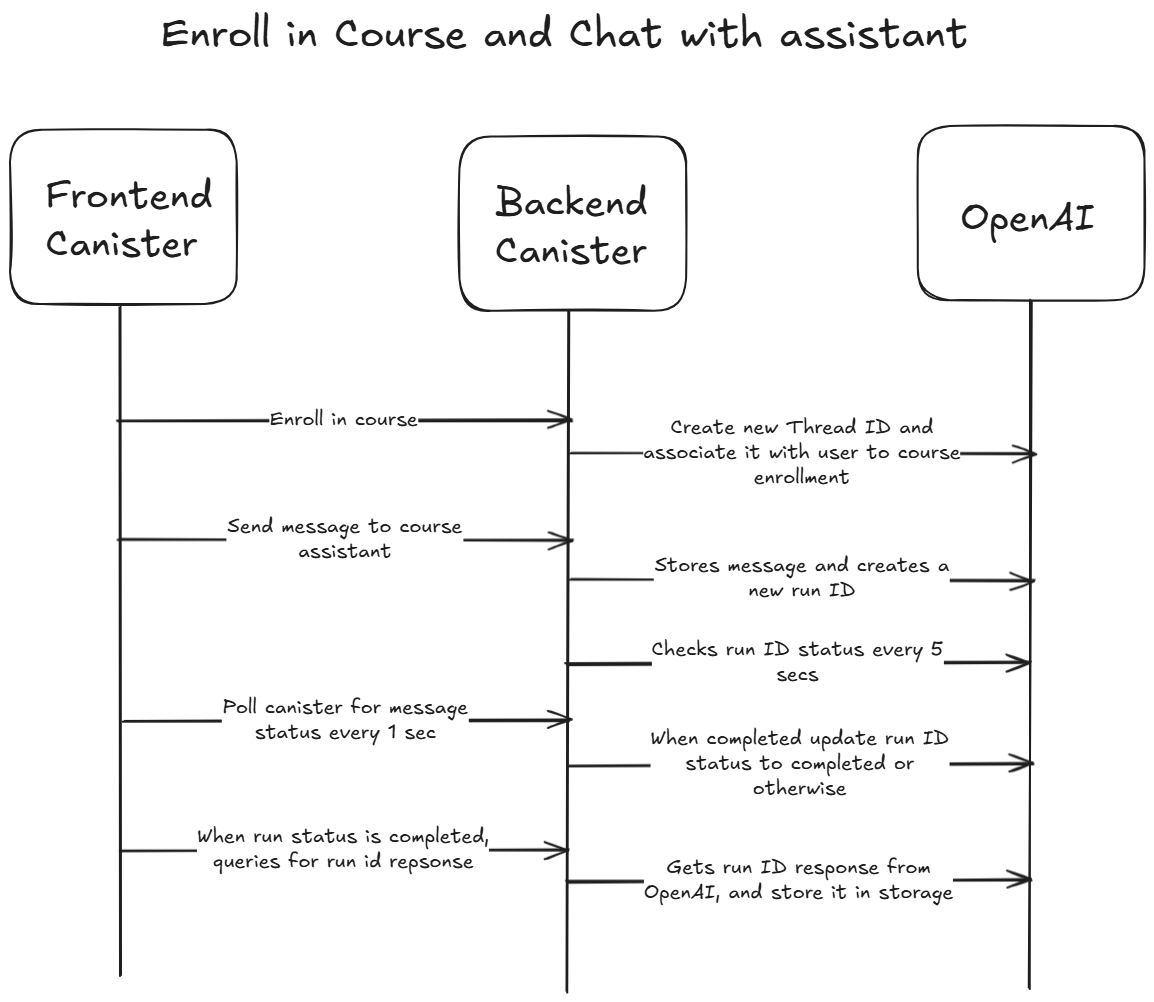 Enroll in Course and Chat with assistant
Frontend
Canister
Backend
Canister
OpenAI
Enroll in course
Create new Thread ID and
associate it with user to course
enrollment
Send message to course
assistant
Stores message and creates a
new run ID
Checks run ID status every 5
secs
Poll canister for message
status every 1 sec
When completed update run ID
status to completed or
otherwise
When run status is completed,
queries for run id repsonse
Gets run ID response from
OpenAI, and store it in storage